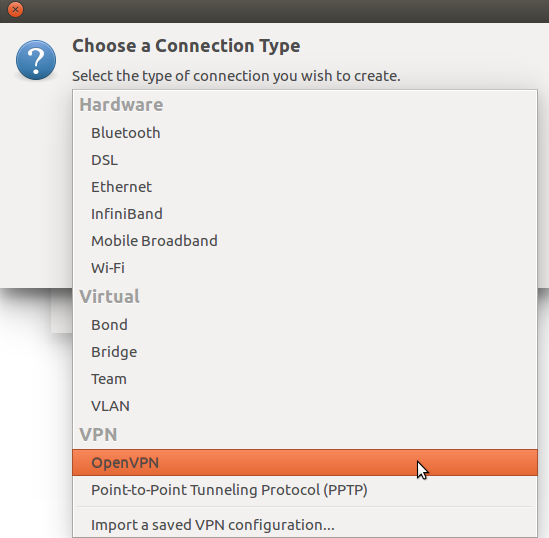 Choose a Connection Type
Select the type of connection you wish to create.
Hardware
Bluetooth
DSL
Ethernet
InfiniBand
Mobile Broadband
Wi-Fi
Virtual
Bond
Bridge
Team
VLAN
VPN
OpenVPN
Point-to-Point Tunneling Protocol (PPTP)
Import a saved VPN configuration...